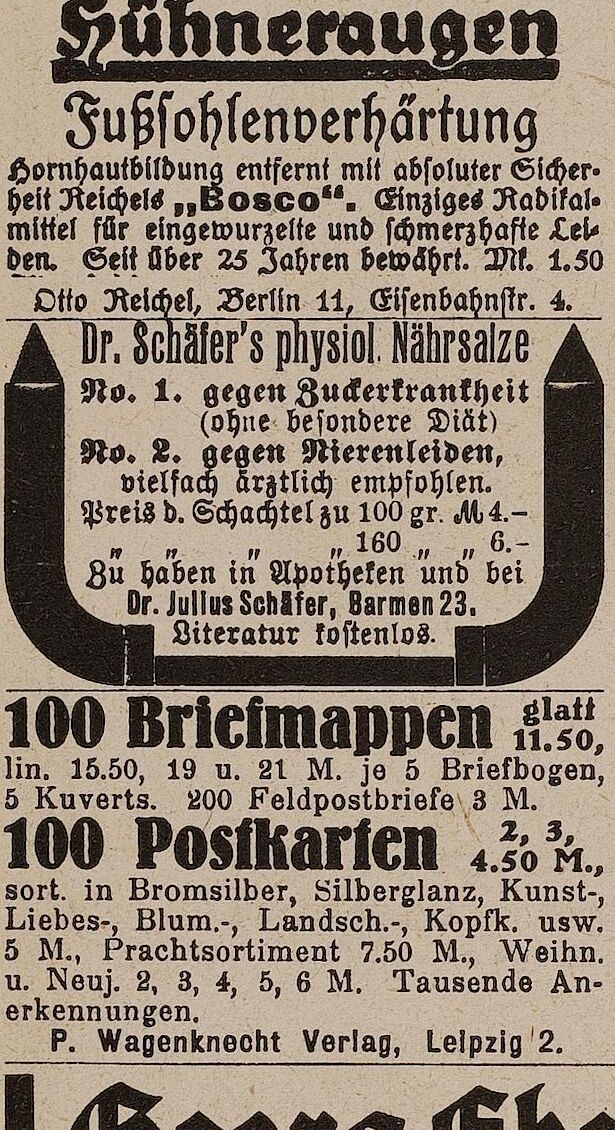 Hühneraugen
Fußsohlenverhärtung
Hornhautbildung entfernt mit absoluter Sicher-
heit Reichels „Bosco“. Einziges Radikal-
mittel für eingewurzelte und schmerzhafte Lei-
den. Seit über 25 Jahren bewährt. Mk. 1.50
Otto Reichel, Berlin 11, Eisenbahnstr. 4.
Dr. Schäfer's physiol. Nährsalze
No. 1. gegen Zuckerkrankheit
(ohne besondere Diät)
No. 2. gegen Nierenleiden,
vielfach ärztlich empfohlen.
Preis d. Schachtel zu 100 gr. M 4.-
„ „ „ „ 160 „ „ 6.-
Zu haben in Apotheken und bei
Dr. Julius Schäfer, Barmen 23.
Literatur kostenlos.
100 Briefmappen glatt 11.50,
lin. 15.50, 19 u. 21 M. je 5 Briefbogen,
5 Kuverts. 200 Feldpostbriefe 3 M.
100 Postkarten 2, 3, 4.50 M.,
sort. in Bromsilber, Silberglanz, Kunst-,
Liebes-, Blum.-, Landsch.-, Kopfk. usw.
5 M., Prachtsortiment 7.50 M., Weihn.
u. Neuj. 2, 3, 4, 5, 6 M. Tausende An-
erkennungen.
P. Wagenknecht Verlag, Leipzig 2.